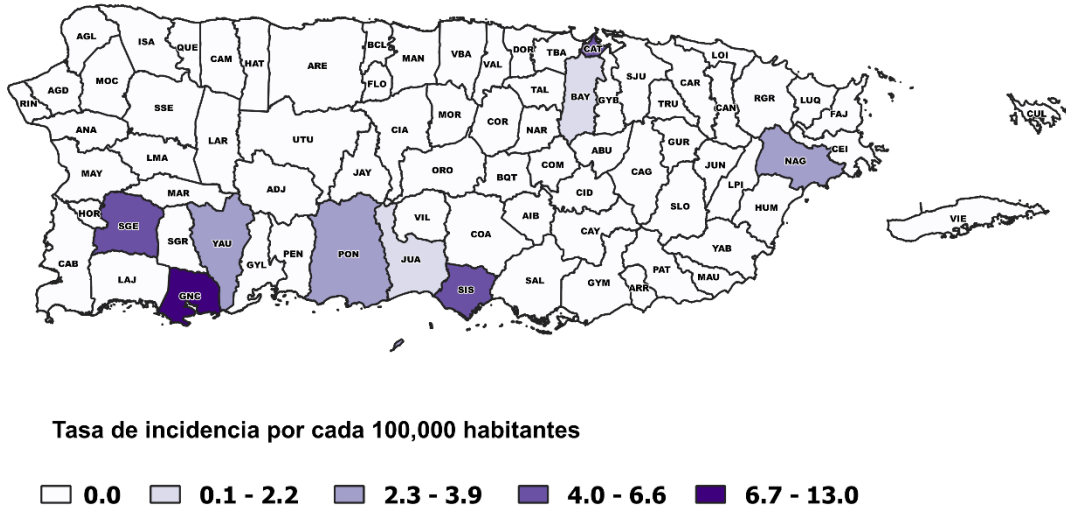 AGL
ISA
QUE
CAM
HAT
ARE
BCL
FLO
MAN
VBA
VAL
DOR
TBA
CAT
LOI
MOC
AGD
RIN
SSE
TAL
BAY
GYB
SJU
CAR
TRU
CAN
RGR
LUQ
FAJ
CUL
ANA
LAR
UTU
CIA
MOR
COR
NAR
LMA
MAY
JAY
ORO
BQT
COM
ABU
CAG
GUR
JUN
NAG
CEI
MAR
ADJ
CID
SLO
LPI
HUM
VIE
HOR
SGE
SGR
YAU
GYL
PEN
PON
JUA
VIL
COA
AIB
CAY
YAB
CAB
LAJ
GNC
SIS
SAL
GYM
ARR
PAT
MAU
Tasa de incidencia por cada 100,000 habitantes
0.0 0.1 - 2.2 2.3 - 3.9 4.0 - 6.6 6.7 - 13.0